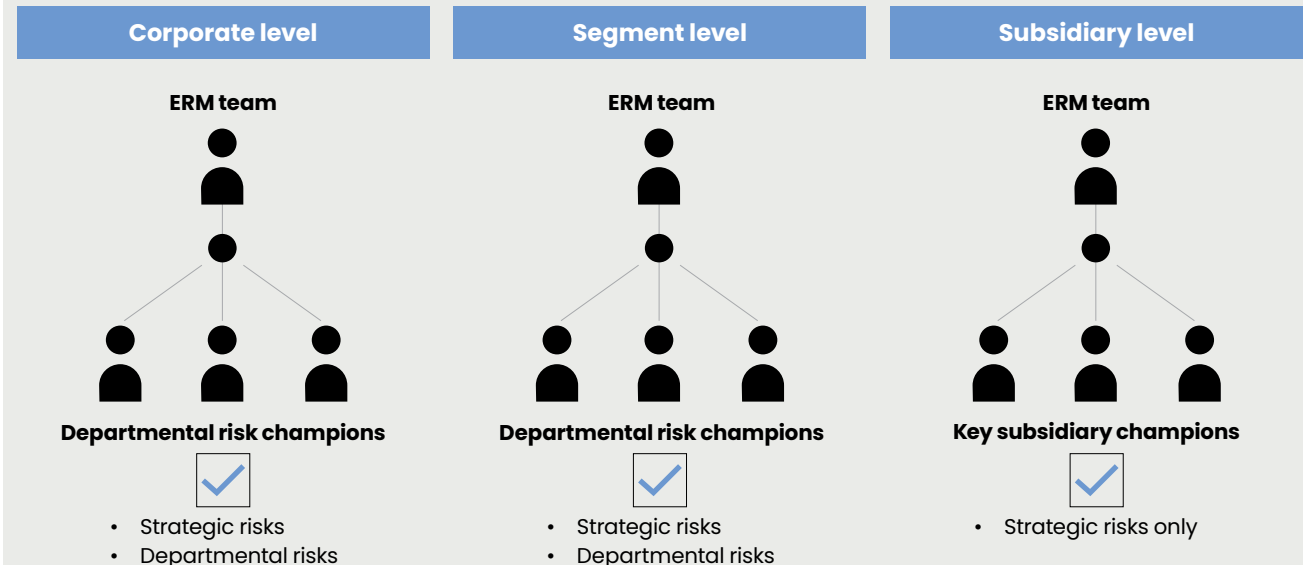 Corporate level
Segment level
Subsidiary level
ERM team
ERM team
ERM team
Departmental risk champions
Departmental risk champions
Key subsidiary champions
• Strategic risks
• Departmental risks
• Strategic risks
• Departmental risks
• Strategic risks only